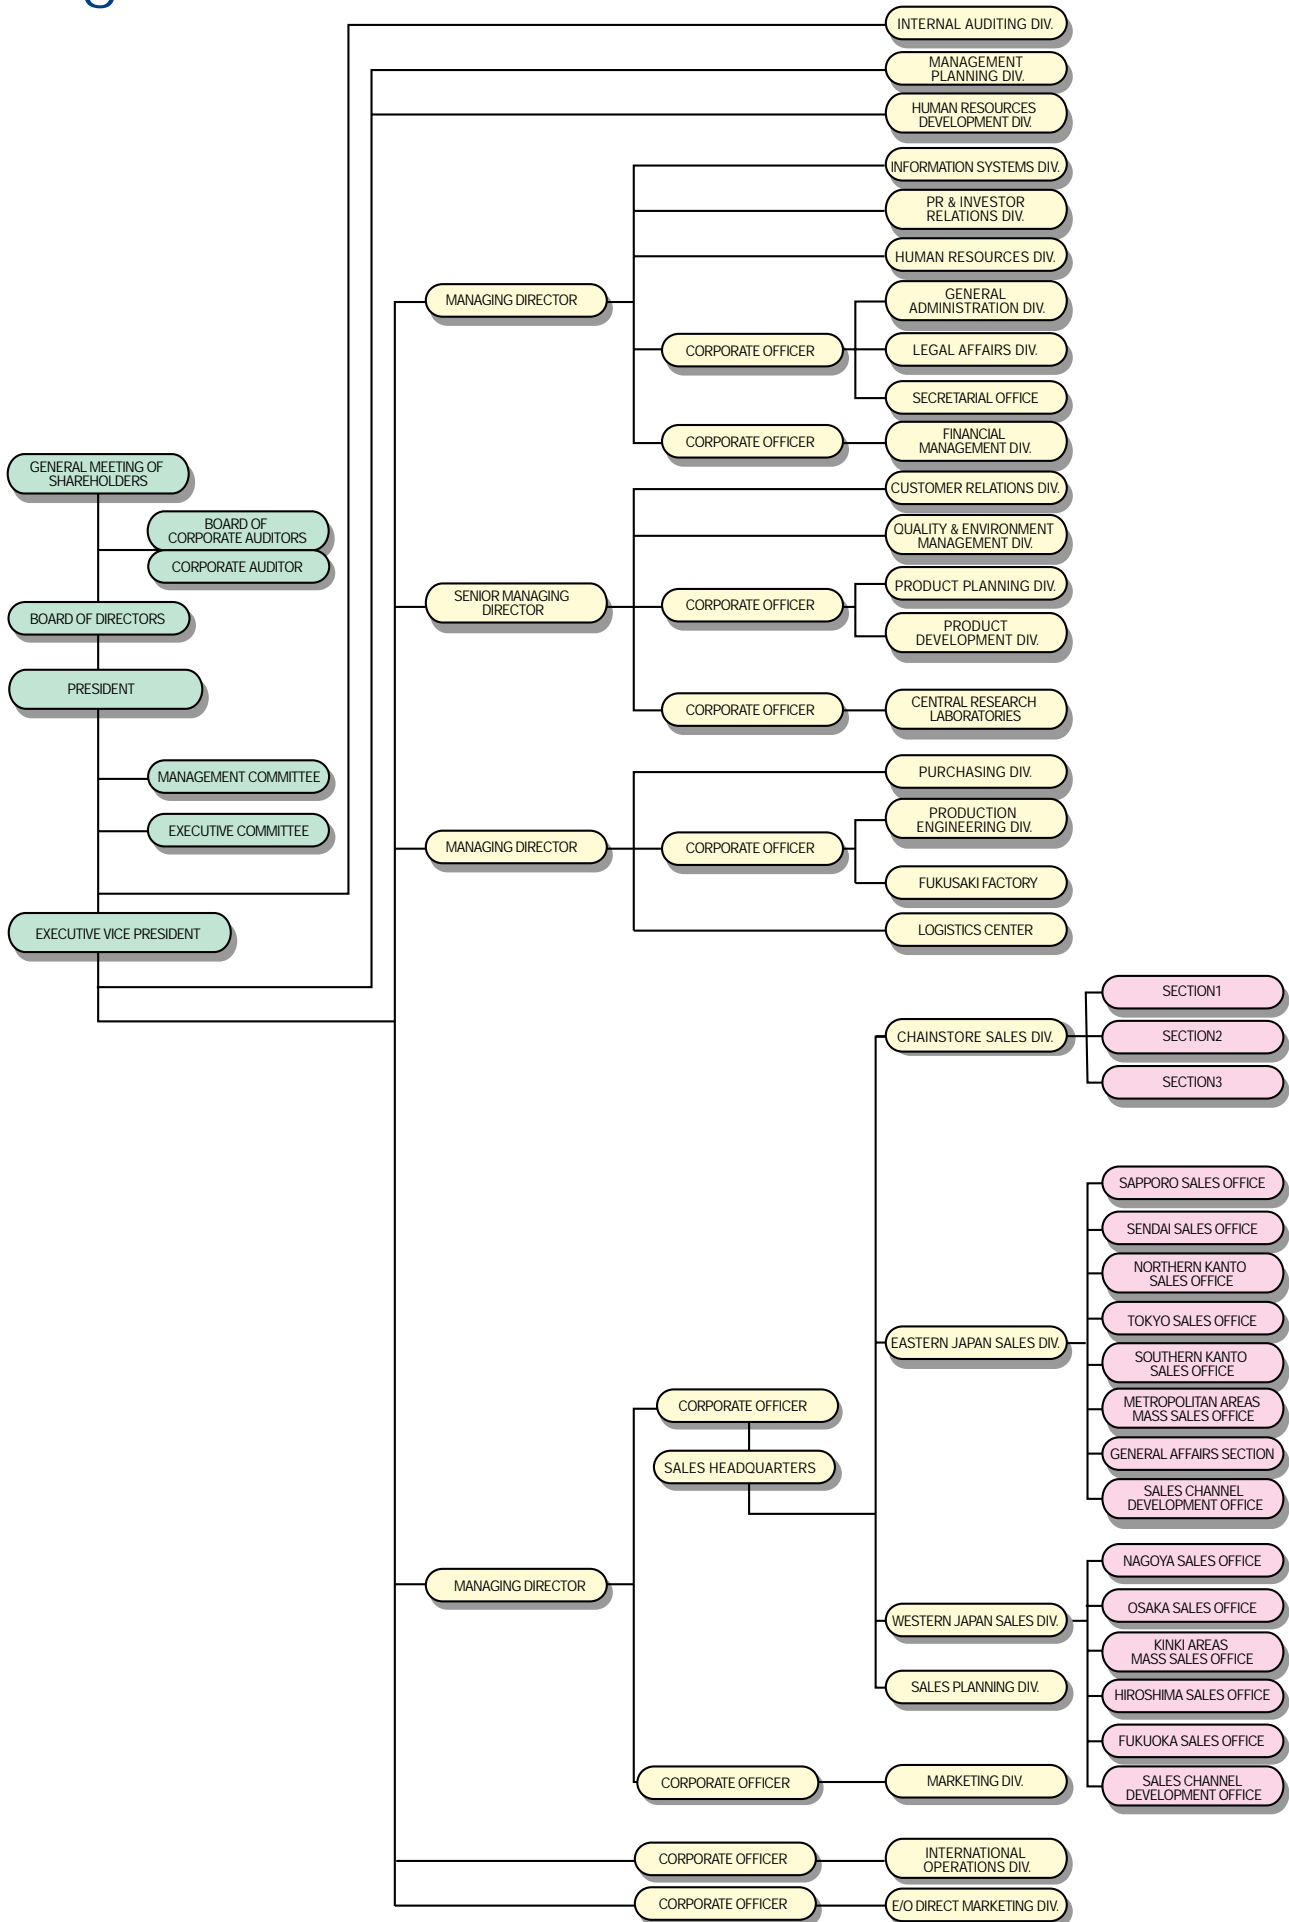 INTERNAL AUDITING DIV.
MANAGEMENT
PLANNING DIV.
HUMAN RESOURCES
DEVELOPMENT DIV.
INFORMATION SYSTEMS DIV.
PR & INVESTOR
RELATIONS DIV.
HUMAN RESOURCES DIV.
MANAGING DIRECTOR
GENERAL
ADMINISTRATION DIV.
CORPORATE OFFICER
LEGAL AFFAIRS DIV.
SECRETARIAL OFFICE
CORPORATE OFFICER
FINANCIAL
MANAGEMENT DIV.
GENERAL MEETING OF
SHAREHOLDERS
BOARD OF
CORPORATE AUDITORS
CORPORATE AUDITOR
BOARD OF DIRECTORS
PRESIDENT
MANAGEMENT COMMITTEE
EXECUTIVE COMMITTEE
EXECUTIVE VICE PRESIDENT
CUSTOMER RELATIONS DIV.
QUALITY & ENVIRONMENT
MANAGEMENT DIV.
SENIOR MANAGING
DIRECTOR
CORPORATE OFFICER
PRODUCT PLANNING DIV.
PRODUCT
DEVELOPMENT DIV.
CORPORATE OFFICER
CENTRAL RESEARCH
LABORATORIES
PURCHASING DIV.
MANAGING DIRECTOR
CORPORATE OFFICER
PRODUCTION
ENGINEERING DIV.
FUKUSAKI FACTORY
LOGISTICS CENTER
CHAINSTORE SALES DIV.
SECTION1
SECTION2
SECTION3
EASTERN JAPAN SALES DIV.
SAPPORO SALES OFFICE
SENDAI SALES OFFICE
NORTHERN KANTO
SALES OFFICE
TOKYO SALES OFFICE
SOUTHERN KANTO
SALES OFFICE
METROPOLITAN AREAS
MASS SALES OFFICE
GENERAL AFFAIRS SECTION
SALES CHANNEL
DEVELOPMENT OFFICE
CORPORATE OFFICER
SALES HEADQUARTERS
MANAGING DIRECTOR
WESTERN JAPAN SALES DIV.
NAGOYA SALES OFFICE
OSAKA SALES OFFICE
KINKI AREAS
MASS SALES OFFICE
HIROSHIMA SALES OFFICE
FUKUOKA SALES OFFICE
SALES CHANNEL
DEVELOPMENT OFFICE
SALES PLANNING DIV.
CORPORATE OFFICER
MARKETING DIV.
CORPORATE OFFICER
INTERNATIONAL
OPERATIONS DIV.
CORPORATE OFFICER
E/O DIRECT MARKETING DIV.